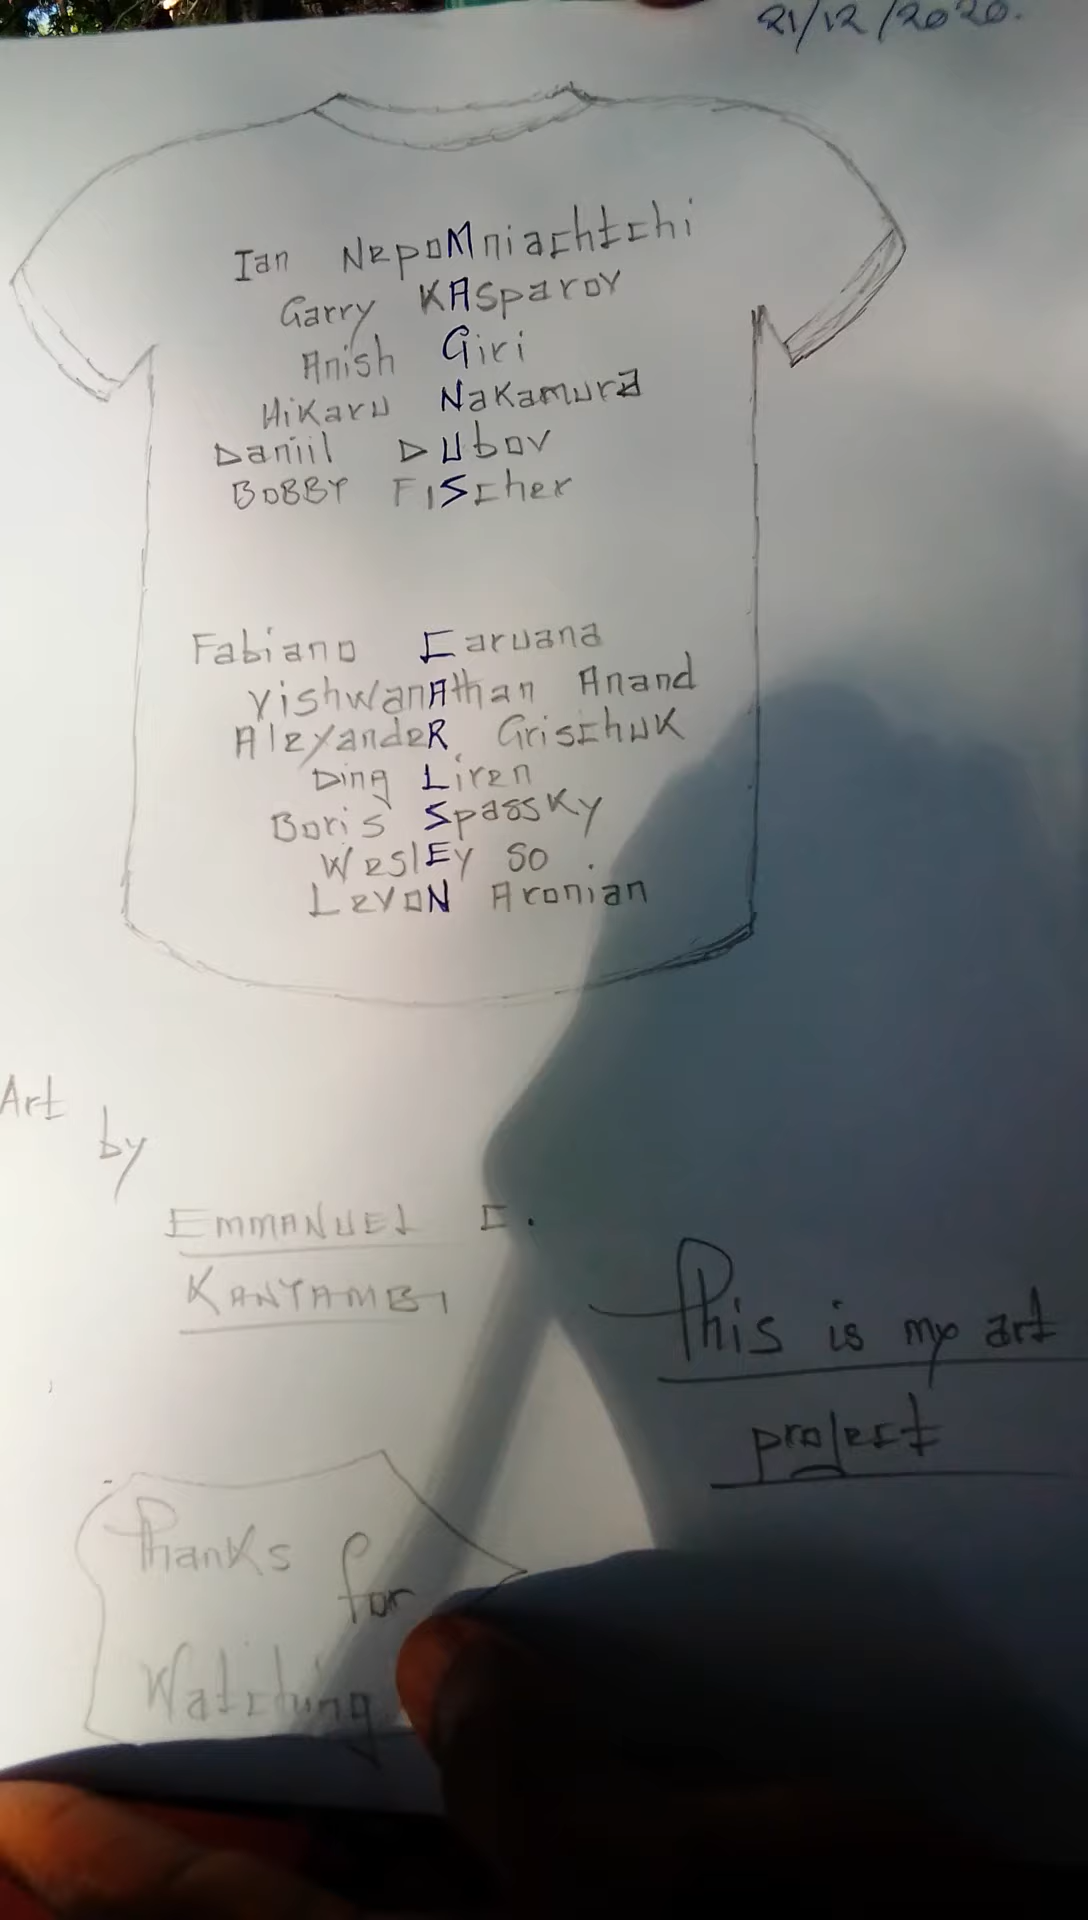 21/12/2020.
Ian NepoMniachtchi
Garry KAsparov
Anish Giri
Hikaru Nakamura
Daniil DUbov
BOBBY FiScher
Fabiano Caruana
VishwanAthan Anand
AlexandeR Grischuk
Ding Liren
Boris Spassky
WeslEy So.
LevoN Aronian
Art
by
EMMANUEL C.
KANYAMBI
This is my art
project
Thanks
for
Watching